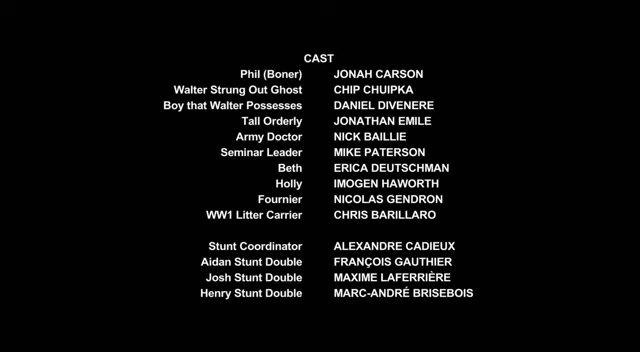 CAST
Phil (Boner) JONAH CARSON
Walter Strung Out Ghost CHIP CHUIPKA
Boy that Walter Possesses DANIEL DIVENERE
Tall Orderly JONATHAN EMILE
Army Doctor NICK BAILLIE
Seminar Leader MIKE PATERSON
Beth ERICA DEUTSCHMAN
Holly IMOGEN HAWORTH
Fournier NICOLAS GENDRON
WW1 Litter Carrier CHRIS BARILLARO
Stunt Coordinator ALEXANDRE CADIEUX
Aidan Stunt Double FRANÇOIS GAUTHIER
Josh Stunt Double MAXIME LAFERRIÈRE
Henry Stunt Double MARC-ANDRÉ BRISEBOIS